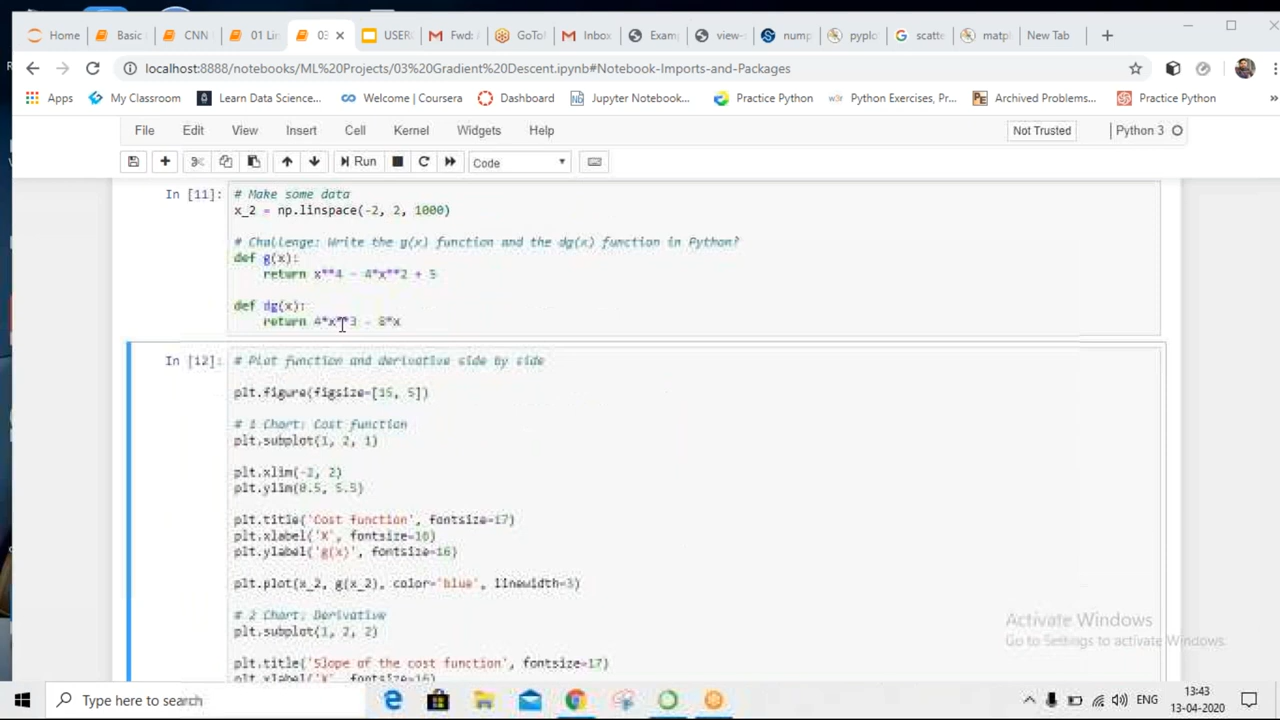 Home
Basic
CNN
01 Lin
03
USER
Fwd:
GoTo
Inbox
Exam
view-s
nump
pyplo
scatte
matpl
New Tab
localhost:8888/notebooks/ML%20Projects/03%20Gradient%20Descent.ipynb#Notebook-Imports-and-Packages
Apps My Classroom Learn Data Science... Welcome | Coursera Dashboard Jupyter Notebook... Practice Python Python Exercises, Pr... Archived Problems... Practice Python »
File Edit View Insert Cell Kernel Widgets Help Not Trusted Python 3
Run Code
In [11]: # Make some data
x_2 = np.linspace(-2, 2, 1000)
# Challenge: Write the g(x) function and the dg(x) function in Python?
def g(x):
return x**4 - 4*x**2 + 5
def dg(x):
return 4*x**3 - 8*x
In [12]: # Plot function and derivative side by side
plt.figure(figsize=[15, 5])
# 1 Chart: Cost function
plt.subplot(1, 2, 1)
plt.xlim(-2, 2)
plt.ylim(0.5, 5.5)
plt.title('Cost function', fontsize=17)
plt.xlabel('X', fontsize=16)
plt.ylabel('g(x)', fontsize=16)
plt.plot(x_2, g(x_2), color='blue', linewidth=3)
# 2 Chart: Derivative
plt.subplot(1, 2, 2)
plt.title('Slope of the cost function', fontsize=17)
plt.xlabel('X', fontsize=16)
Activate Windows
Go to Settings to activate Windows.
Type here to search
ENG
13:43
13-04-2020